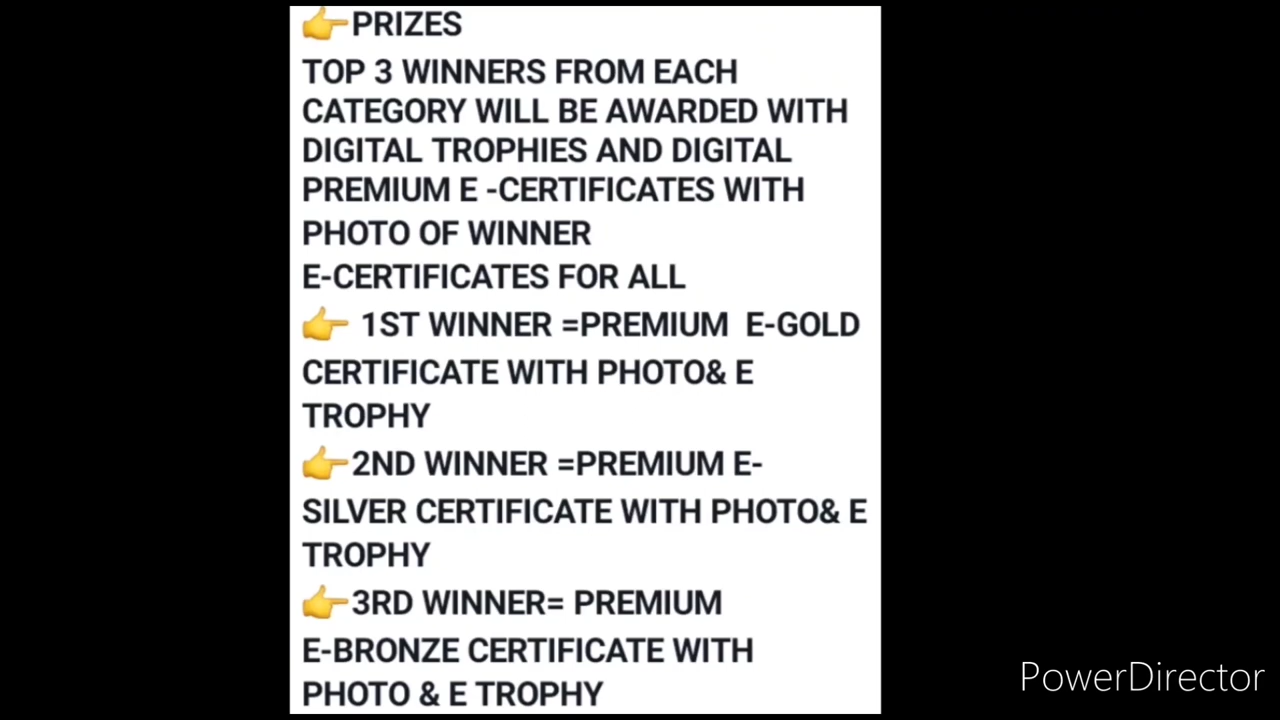 👉PRIZES
TOP 3 WINNERS FROM EACH
CATEGORY WILL BE AWARDED WITH
DIGITAL TROPHIES AND DIGITAL
PREMIUM E -CERTIFICATES WITH
PHOTO OF WINNER
E-CERTIFICATES FOR ALL
👉 1ST WINNER =PREMIUM  E-GOLD
CERTIFICATE WITH PHOTO& E
TROPHY
👉2ND WINNER =PREMIUM E-
SILVER CERTIFICATE WITH PHOTO& E
TROPHY
👉3RD WINNER= PREMIUM
E-BRONZE CERTIFICATE WITH
PHOTO & E TROPHY
PowerDirector